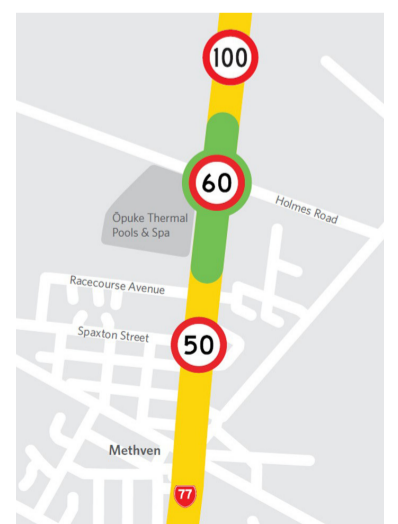 100
60
Holmes Road
Ōpuke Thermal
Pools & Spa
Racecourse Avenue
Spaxton Street
50
Methven
77